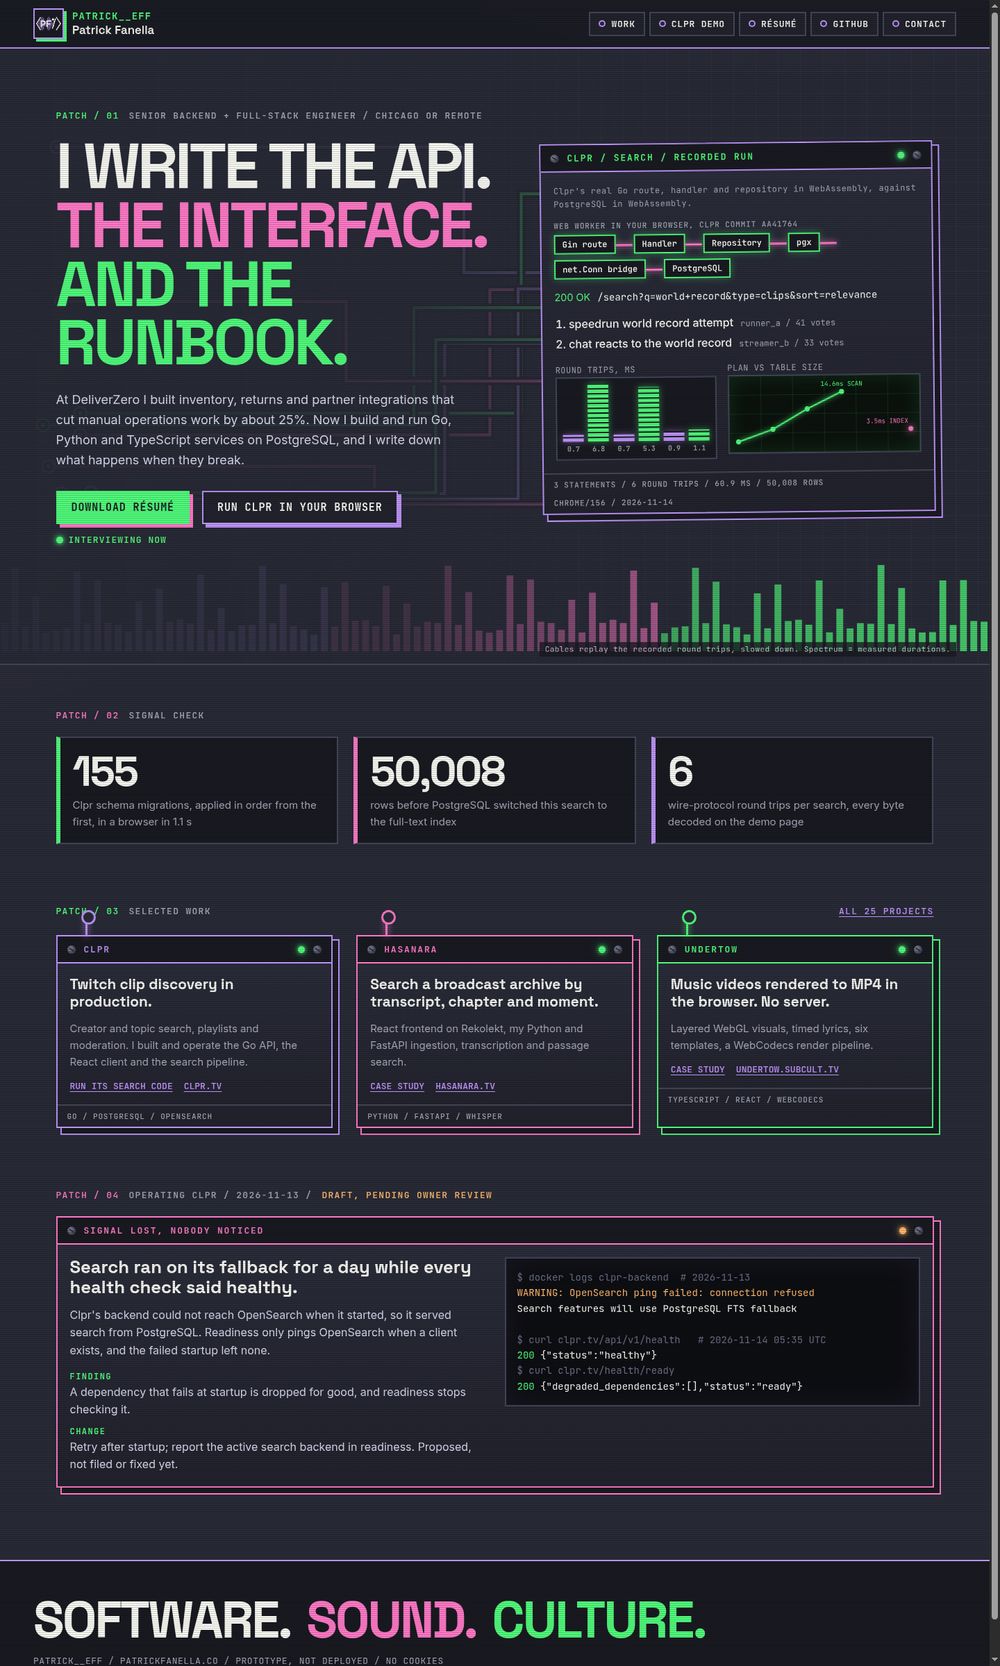 PF
PATRICK__EFF
Patrick Fanella
WORK
CLPR DEMO
RÉSUMÉ
GITHUB
CONTACT
PATCH / 01 SENIOR BACKEND + FULL-STACK ENGINEER / CHICAGO OR REMOTE
I WRITE THE API.
THE INTERFACE.
AND THE
RUNBOOK.
At DeliverZero I built inventory, returns and partner integrations that
cut manual operations work by about 25%. Now I build and run Go,
Python and TypeScript services on PostgreSQL, and I write down
what happens when they break.
DOWNLOAD RÉSUMÉ
RUN CLPR IN YOUR BROWSER
INTERVIEWING NOW
CLPR / SEARCH / RECORDED RUN
Clpr's real Go route, handler and repository in WebAssembly, against
PostgreSQL in WebAssembly.
WEB WORKER IN YOUR BROWSER, CLPR COMMIT AA41764
Gin route
Handler
Repository
pgx
net.Conn bridge
PostgreSQL
200 OK /search?q=world+record&type=clips&sort=relevance
1. speedrun world record attempt runner_a / 41 votes
2. chat reacts to the world record streamer_b / 33 votes
ROUND TRIPS, MS
0.7 6.8 0.7 5.3 0.9 1.1
PLAN VS TABLE SIZE
14.6ms SCAN
3.5ms INDEX
3 STATEMENTS / 6 ROUND TRIPS / 60.9 MS / 50,008 ROWS
CHROME/156 / 2026-11-14
Cables replay the recorded round trips, slowed down. Spectrum = measured durations.
PATCH / 02 SIGNAL CHECK
155
Clpr schema migrations, applied in order from the
first, in a browser in 1.1 s
50,008
rows before PostgreSQL switched this search to
the full-text index
6
wire-protocol round trips per search, every byte
decoded on the demo page
PATCH / 03 SELECTED WORK
ALL 25 PROJECTS
CLPR
Twitch clip discovery in
production.
Creator and topic search, playlists and
moderation. I built and operate the Go API, the
React client and the search pipeline.
RUN ITS SEARCH CODE CLPR.TV
GO / POSTGRESQL / OPENSEARCH
HASANARA
Search a broadcast archive by
transcript, chapter and moment.
React frontend on Rekolekt, my Python and
FastAPI ingestion, transcription and passage
search.
CASE STUDY HASANARA.TV
PYTHON / FASTAPI / WHISPER
UNDERTOW
Music videos rendered to MP4 in
the browser. No server.
Layered WebGL visuals, timed lyrics, six
templates, a WebCodecs render pipeline.
CASE STUDY UNDERTOW.SUBCULT.TV
TYPESCRIPT / REACT / WEBCODECS
PATCH / 04 OPERATING CLPR / 2026-11-13 / DRAFT, PENDING OWNER REVIEW
SIGNAL LOST, NOBODY NOTICED
Search ran on its fallback for a day while every
health check said healthy.
Clpr's backend could not reach OpenSearch when it started, so it served
search from PostgreSQL. Readiness only pings OpenSearch when a client
exists, and the failed startup left none.
FINDING
A dependency that fails at startup is dropped for good, and readiness stops
checking it.
CHANGE
Retry after startup; report the active search backend in readiness. Proposed,
not filed or fixed yet.
$ docker logs clpr-backend # 2026-11-13
WARNING: OpenSearch ping failed: connection refused
Search features will use PostgreSQL FTS fallback
$ curl clpr.tv/api/v1/health # 2026-11-14 05:35 UTC
200 {"status":"healthy"}
$ curl clpr.tv/health/ready
200 {"degraded_dependencies":[],"status":"ready"}
SOFTWARE. SOUND. CULTURE.
PATRICK__EFF / PATRICKFANELLA.CO / PROTOTYPE, NOT DEPLOYED / NO COOKIES